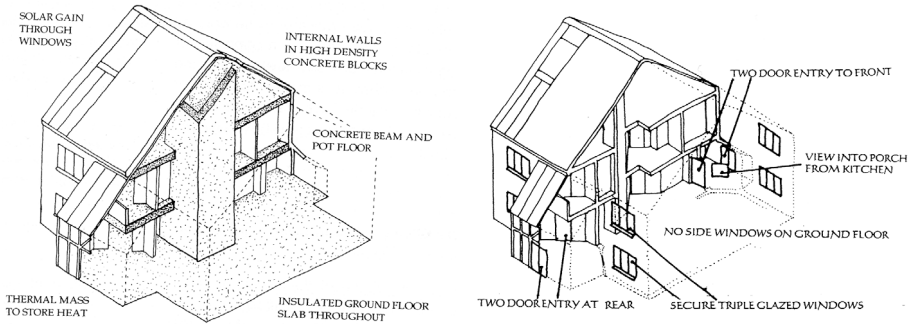 SOLAR GAIN
THROUGH
WINDOWS
INTERNAL WALLS
IN HIGH DENSITY
CONCRETE BLOCKS
CONCRETE BEAM AND
POT FLOOR
THERMAL MASS
TO STORE HEAT
INSULATED GROUND FLOOR
SLAB THROUGHOUT
TWO DOOR ENTRY TO FRONT
VIEW INTO PORCH
FROM KITCHEN
NO SIDE WINDOWS ON GROUND FLOOR
TWO DOOR ENTRY AT REAR
SECURE TRIPLE GLAZED WINDOWS